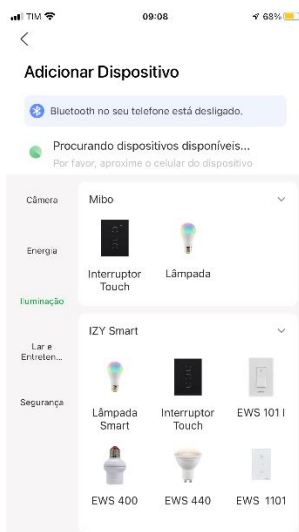 TIM 09:08 68%
Adicionar Dispositivo
Bluetooth no seu telefone está desligado.
Procurando dispositivos disponíveis...
Por favor, aproxime o celular do dispositivo
Câmera
Mibo
Energia
Interruptor
Touch
Lâmpada
Iluminação
IZY Smart
Lar e
Entreten...
Segurança
Lâmpada
Smart
Interruptor
Touch
EWS 101 I
EWS 400
EWS 440
EWS 1101